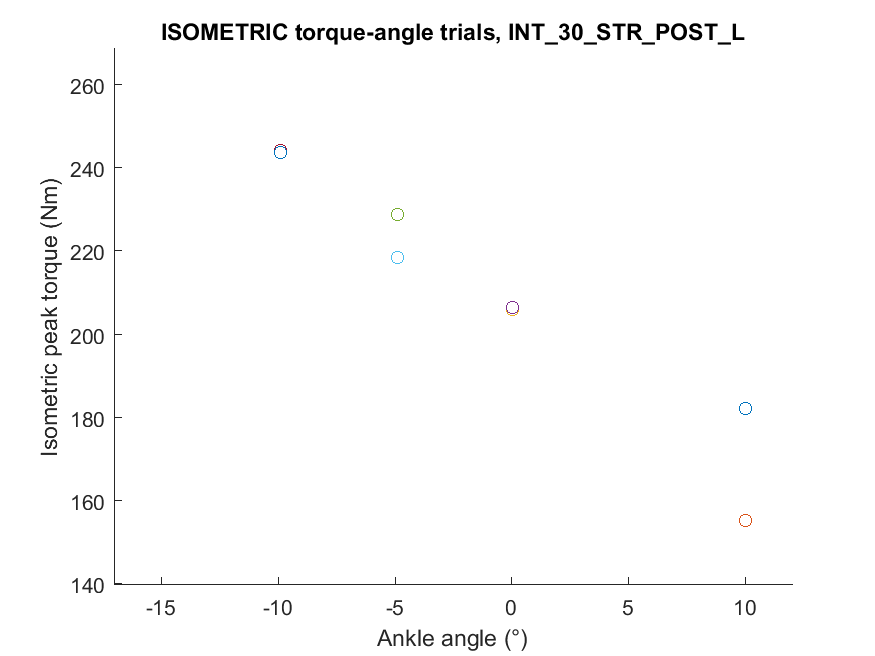 ISOMETRIC torque-angle trials, INT_30_STR_POST_L
260
240
220
200
180
160
140
Isometric peak torque (Nm)
-15 -10 -5 0 5 10
Ankle angle (°)